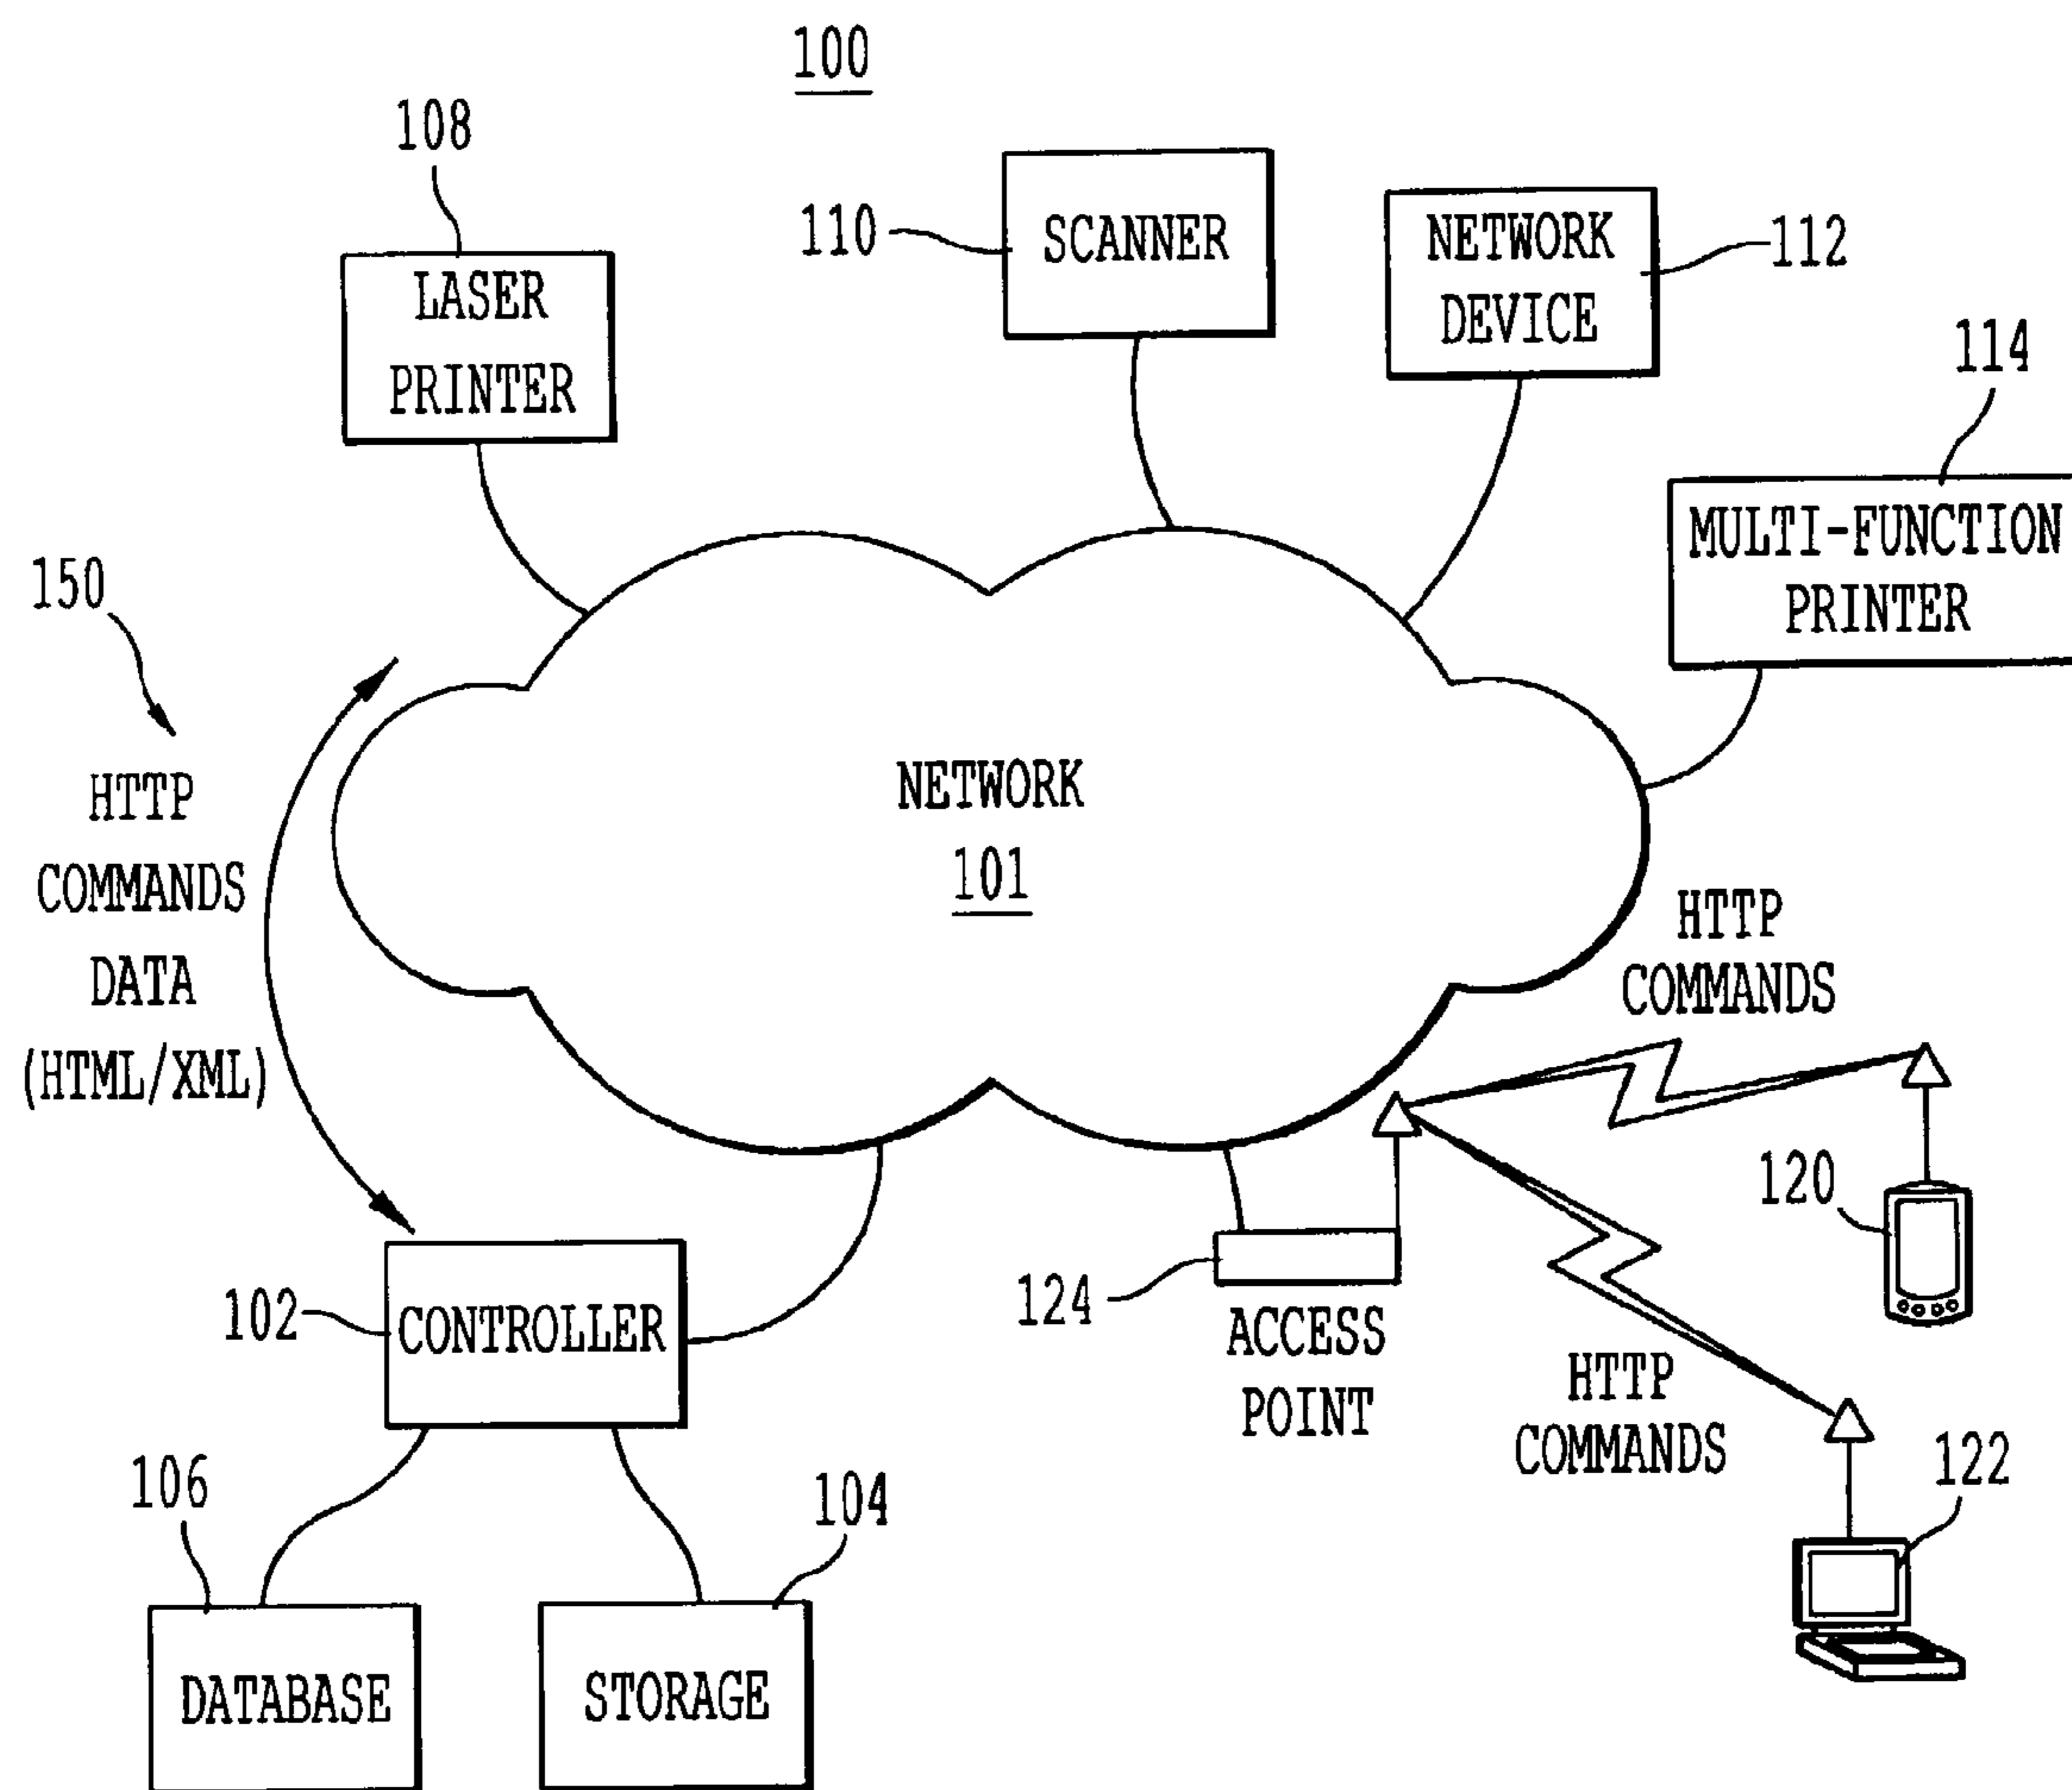 100
108
LASER
PRINTER
110
SCANNER
NETWORK
DEVICE
112
114
MULTI-FUNCTION
PRINTER
150
HTTP
COMMANDS
DATA
(HTML/XML)
NETWORK
101
HTTP
COMMANDS
102
CONTROLLER
124
ACCESS
POINT
120
HTTP
COMMANDS
122
106
DATABASE
104
STORAGE